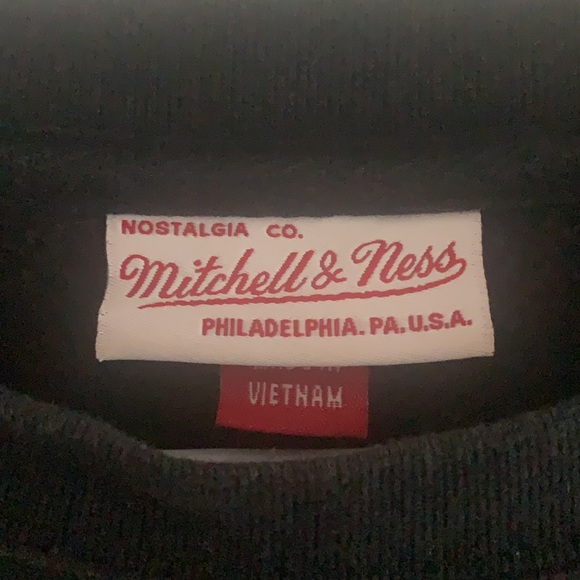 NOSTALGIA CO.
Mitchell & Ness
PHILADELPHIA. PA. U.S.A.
VIETNAM